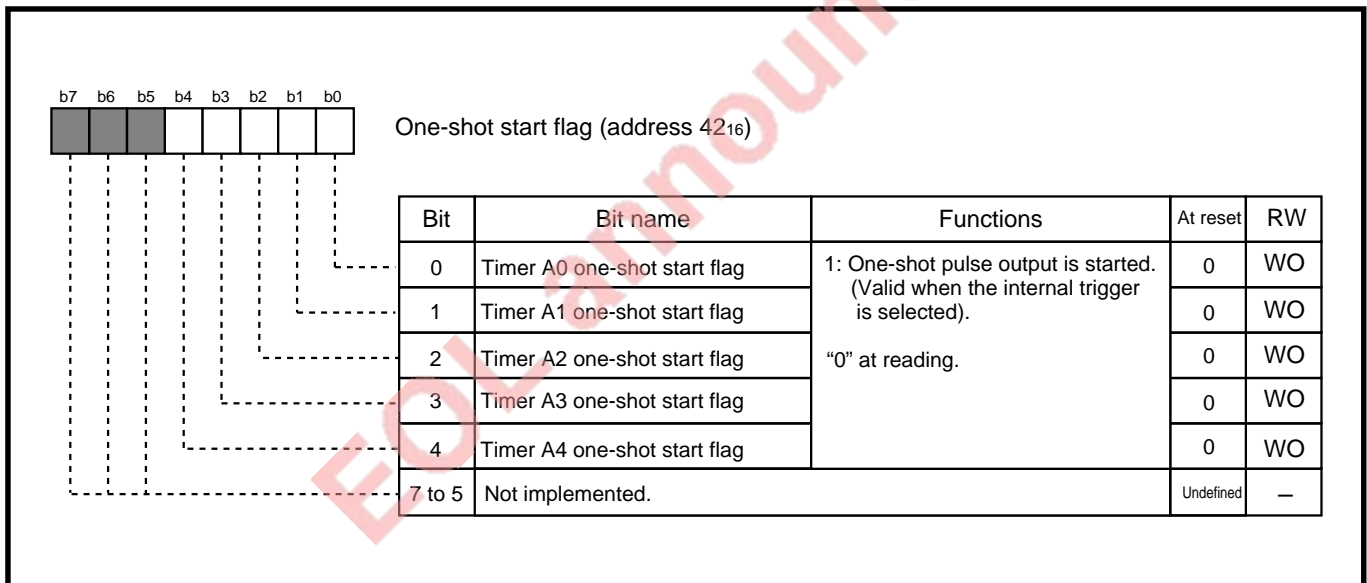 b7 b6 b5 b4 b3 b2 b1 b0
One-shot start flag (address 42₁₆)
Bit Bit name Functions At reset RW
0 Timer A0 one-shot start flag 1: One-shot pulse output is started. 0 WO
(Valid when the internal trigger
1 Timer A1 one-shot start flag is selected). 0 WO
2 Timer A2 one-shot start flag “0” at reading. 0 WO
3 Timer A3 one-shot start flag 0 WO
4 Timer A4 one-shot start flag 0 WO
7 to 5 Not implemented. Undefined –
EOL announ